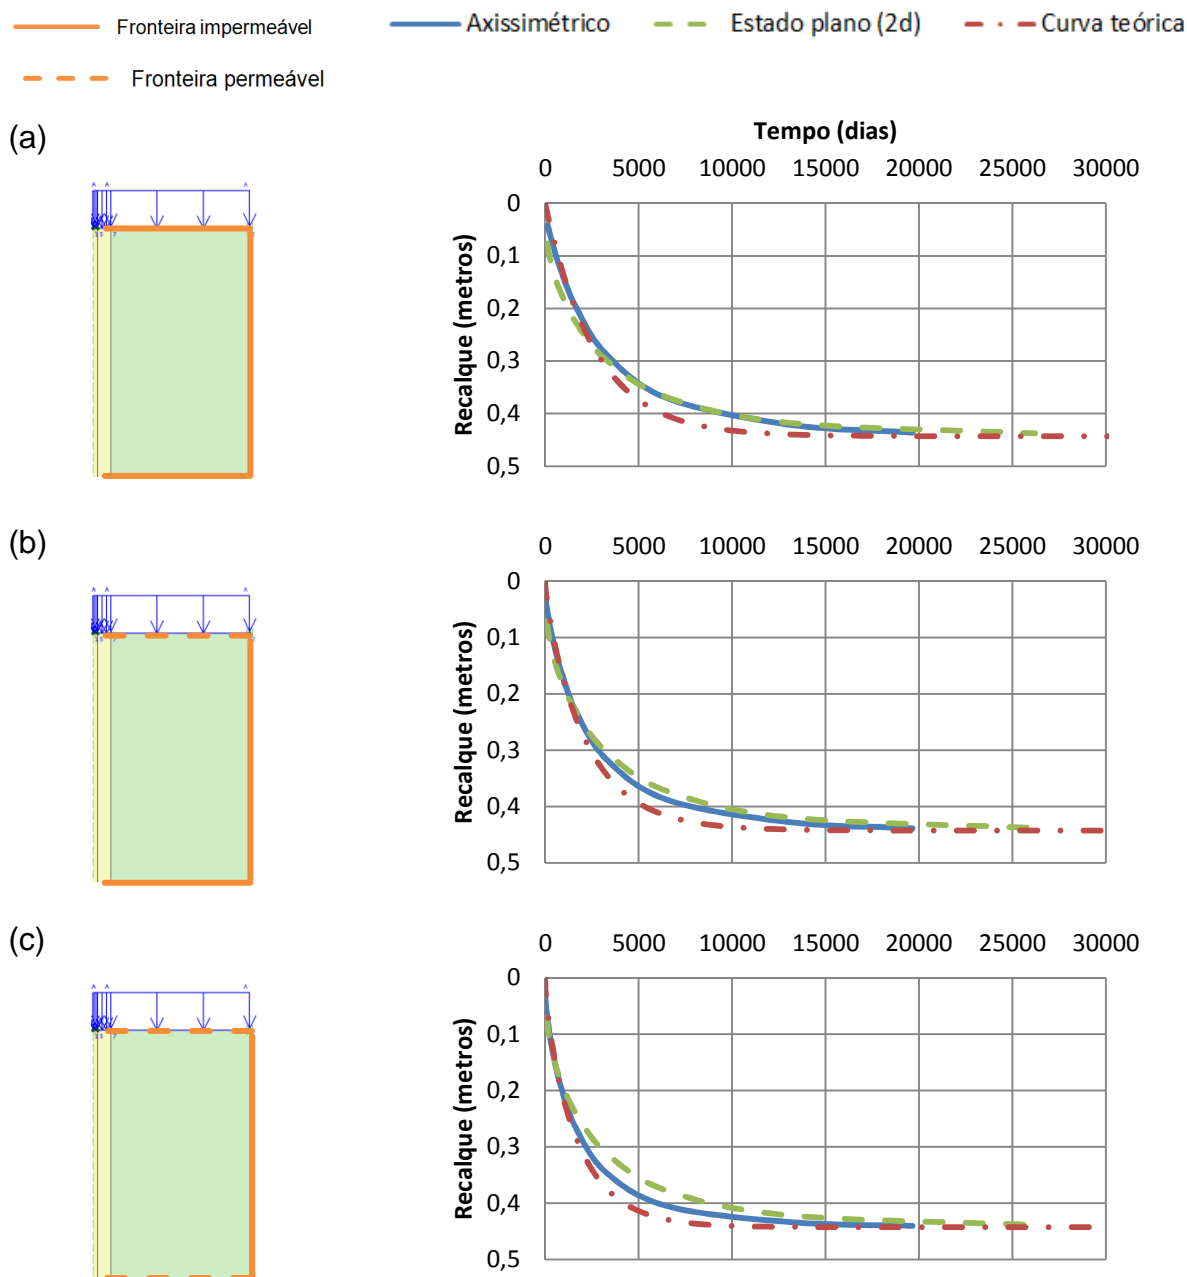 Fronteira impermeável
Axissimétrico
Estado plano (2d)
Curva teórica
Fronteira permeável
(a)
Tempo (dias)
0 5000 10000 15000 20000 25000 30000
0
0,1
0,2
0,3
0,4
0,5
Recalque (metros)
A A A
(b)
0 5000 10000 15000 20000 25000 30000
0
0,1
0,2
0,3
0,4
0,5
Recalque (metros)
A A A
(c)
0 5000 10000 15000 20000 25000 30000
0
0,1
0,2
0,3
0,4
0,5
Recalque (metros)
A A A